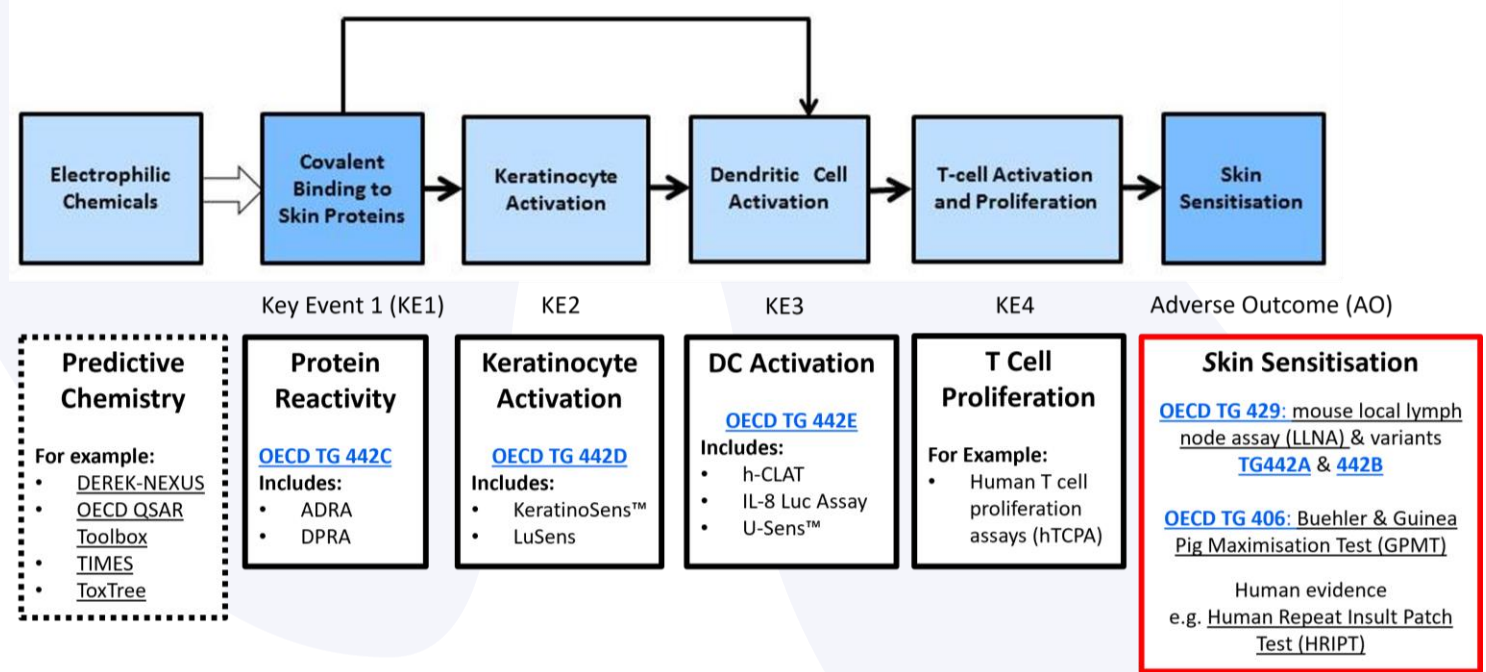 Electrophilic
Chemicals
Covalent
Binding to
Skin Proteins
Keratinocyte
Activation
Dendritic Cell
Activation
T-cell Activation
and Proliferation
Skin
Sensitisation
Key Event 1 (KE1)
KE2
KE3
KE4
Adverse Outcome (AO)
Predictive
Chemistry
For example:
• DEREK-NEXUS
• OECD QSAR
Toolbox
• TIMES
• ToxTree
Protein
Reactivity
OECD TG 442C
Includes:
• ADRA
• DPRA
Keratinocyte
Activation
OECD TG 442D
Includes:
• KeratinoSens™
• LuSens
DC Activation
OECD TG 442E
Includes:
• h-CLAT
• IL-8 Luc Assay
• U-Sens™
T Cell
Proliferation
For Example:
• Human T cell
proliferation
assays (hTCPA)
Skin Sensitisation
OECD TG 429: mouse local lymph
node assay (LLNA) & variants
TG442A & 442B
OECD TG 406: Buehler & Guinea
Pig Maximisation Test (GPMT)
Human evidence
e.g. Human Repeat Insult Patch
Test (HRIPT)